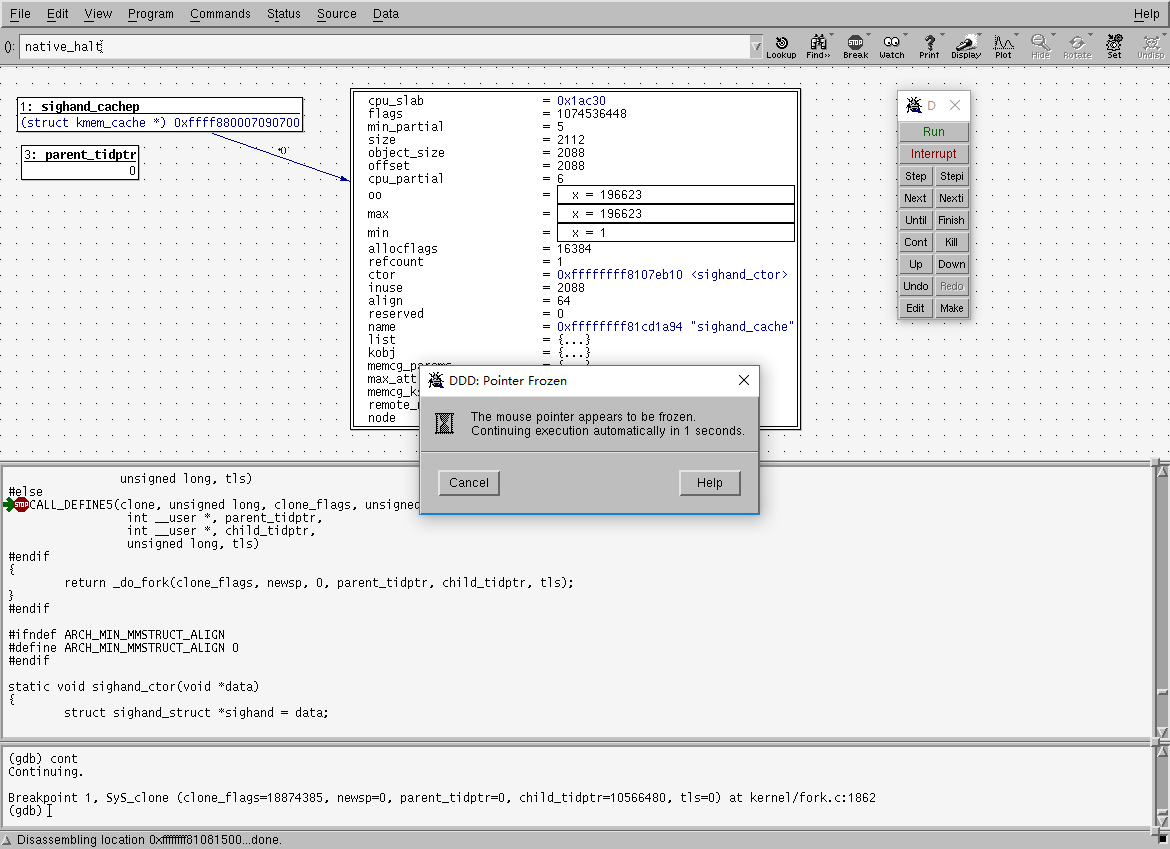 File Edit View Program Commands Status Source Data Help
(): native_halt
Lookup Find>> Break Watch Print Display Plot Hide Rotate Set Undisp
1: sighand_cachep
(struct kmem_cache *) 0xffff880007090700
*()
3: parent_tidptr
0
cpu_slab = 0x1ac30
flags = 1074536448
min_partial = 5
size = 2112
object_size = 2088
offset = 2088
cpu_partial = 6
oo = x = 196623
max = x = 196623
min = x = 1
allocflags = 16384
refcount = 1
ctor = 0xffffffff8107eb10 <sighand_ctor>
inuse = 2088
align = 64
reserved = 0
name = 0xffffffff81cd1a94 "sighand_cache"
list = {...}
kobj = {...}
memcg_params = {...}
max_att
memcg_k
remote_
node
D
Run
Interrupt
Step Stepi
Next Nexti
Until Finish
Cont Kill
Up Down
Undo Redo
Edit Make
DDD: Pointer Frozen
The mouse pointer appears to be frozen.
Continuing execution automatically in 1 seconds.
Cancel Help
unsigned long, tls)
#else
STOP CALL_DEFINE5(clone, unsigned long, clone_flags, unsigned
int __user *, parent_tidptr,
int __user *, child_tidptr,
unsigned long, tls)
#endif
{
return _do_fork(clone_flags, newsp, 0, parent_tidptr, child_tidptr, tls);
}
#endif
#ifndef ARCH_MIN_MMSTRUCT_ALIGN
#define ARCH_MIN_MMSTRUCT_ALIGN 0
#endif
static void sighand_ctor(void *data)
{
struct sighand_struct *sighand = data;
(gdb) cont
Continuing.
Breakpoint 1, SyS_clone (clone_flags=18874385, newsp=0, parent_tidptr=0, child_tidptr=10566480, tls=0) at kernel/fork.c:1862
(gdb)
Disassembling location 0xffffffff81081500...done.